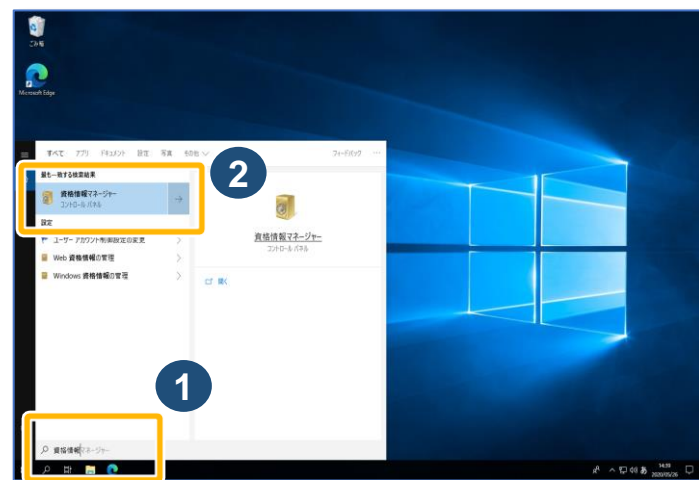 ごみ箱
Microsoft Edge
すべて アプリ ドキュメント 設定 写真 その他
フィードバック ...
最も一致する検索結果
2
資格情報マネージャー
コントロール パネル
設定
ユーザー アカウント制御設定の変更
Web 資格情報の管理
Windows 資格情報の管理
資格情報マネージャー
コントロール パネル
開く
1
資格情報マネージャー
あ
14:19
2020/05/26